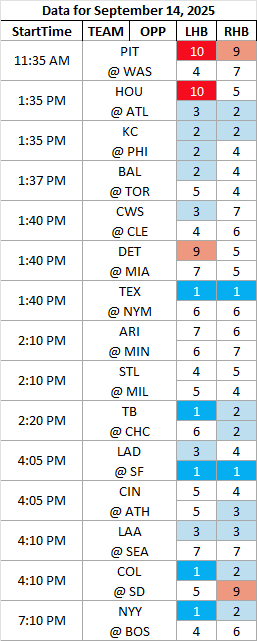 Data for September 14, 2025
StartTime TEAM OPP LHB RHB
11:35 AM PIT 10 9
@ WAS 4 7
1:35 PM HOU 10 5
@ ATL 3 2
1:35 PM KC 2 2
@ PHI 2 4
1:37 PM BAL 2 4
@ TOR 5 4
1:40 PM CWS 3 7
@ CLE 4 6
1:40 PM DET 9 5
@ MIA 7 5
1:40 PM TEX 1 1
@ NYM 6 6
2:10 PM ARI 7 6
@ MIN 6 7
2:10 PM STL 4 5
@ MIL 5 4
2:20 PM TB 1 2
@ CHC 6 2
4:05 PM LAD 3 4
@ SF 1 1
4:05 PM CIN 5 4
@ ATH 5 3
4:10 PM LAA 3 3
@ SEA 7 7
4:10 PM COL 1 2
@ SD 5 9
7:10 PM NYY 1 2
@ BOS 4 6